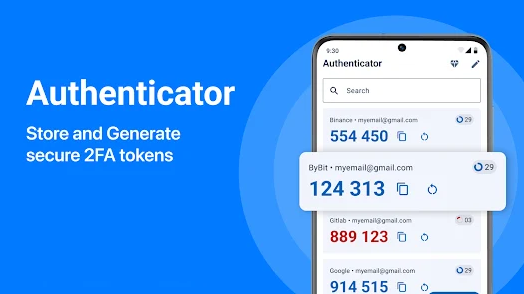 Authenticator
Store and Generate
secure 2FA tokens
9:30
Authenticator
Search
Binance • myemail@gmail.com
29
554 450
ByBit • myemail@gmail.com
29
124 313
Gitlab • myemail@gmail.com
03
889 123
Google • myemail@gmail.com
29
914 515